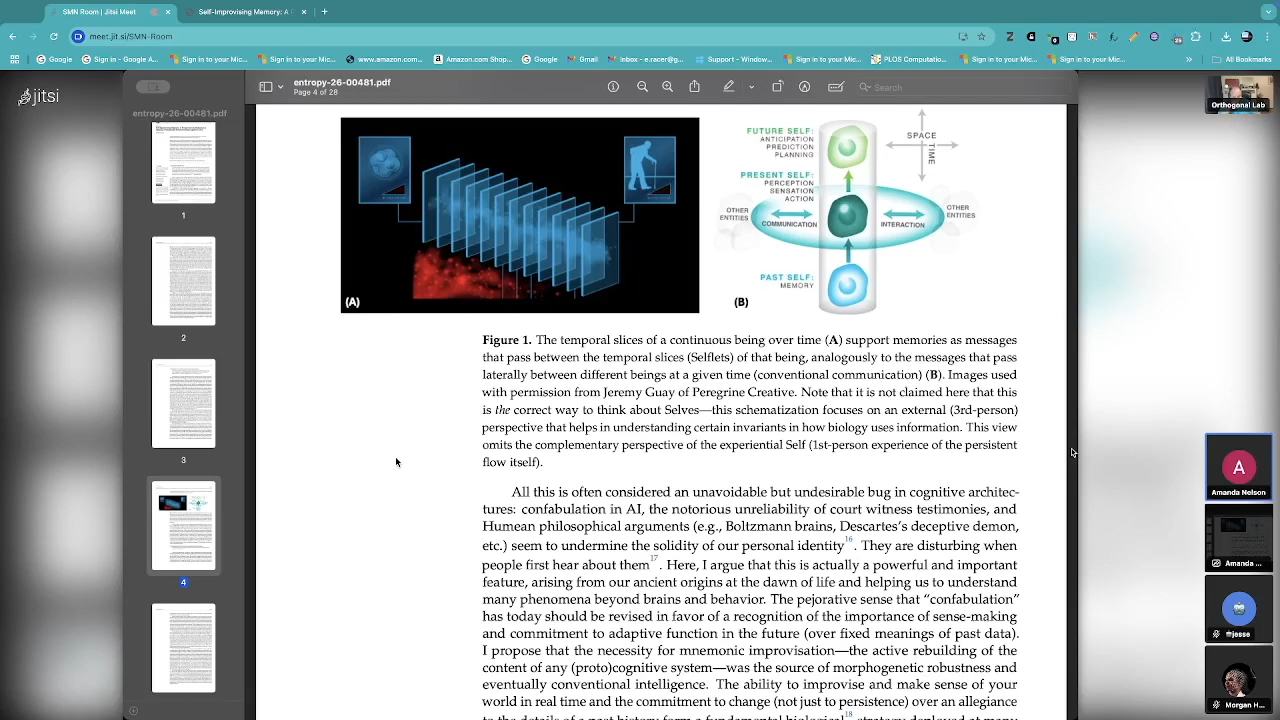 SMN Room | Jitsi Meet
Self-Improving Memory: A
meet.jit.si/SMN-Room
Google
Sign in - Google A...
Sign in to your Mic...
www.amazon.com...
Amazon.com Shop...
Google
Gmail
Inbox - e.racer@g...
Support - Window...
Sign in to your Mic...
PLOS Computatio...
Sign in to your Mic...
Sign in to your Mic...
All Bookmarks
Jitsi
entropy-26-00481.pdf
entropy-26-00481.pdf
Page 4 of 28
Search
1
2
3
4
(A)
FUTURE SELF:
ANTICIPATION
PREDICTION
PLANNING
PRESENT SELF:
PERCEPTION
SENSATION
ACTION
OTHER
ENTITIES
COMMUNICATION
INTERACTION
OTHER
ENTITIES
PAST SELF:
MEMORY
SPACE
TIME
(B)
Figure 1. The temporal slices of a continuous being over time (A) support memories as messages
that pass between the temporal slices (Selflets) of that being, analogously to the messages that pass
laterally between different beings at a given time (conventional communication) (B). Images used
with permission from Jeremy Guay of Peregrine Creative. Note that it is not claimed here that this
is the correct way to represent Selves; this schematization focuses on an external (3rd-person)
perspective that helps in understanding certain invariances in how biology uses information. This view
omits the complementary perspective of the experiential Self (1st-person experience of the persistent
flow itself).
All this is often considered an unavoidable but undesirable aspect of cognitive architec-
tures: confabulation and the notorious unreliability of courtroom testimonies, and
Humean philosophical arguments (e.g., Boltzmann brains, Descartes's deceptive demon,
etc.) seem to undermine the solidity of our personal identity 16 . They are disturbing when
people first hear about them 17 . Here, I argue that this is actually a powerful and important
feature, arising from our ancient origins at the dawn of life and helping us to understand
many phenomena beyond brains and behavior. The pejorative sense that “confabulation”
has today should be revised in favor of a recognition of the importance of sense-making
and commitment to adaptive function in the future (over fixed meanings of past data).
I propose that the necessity for mnemonic improvisation—the active rebuilding of the
content of any (proto)cognitive system—was the source of morphogenetic robustness and
eventually conventional intelligence. The ability to improvise and make sense of your
world in real time and the commitment to change (not just to persistence) over an allegiance
18
Orthogonal Lab
A
Amanda Nelson
Amanda ...
jesse
Morgan H...